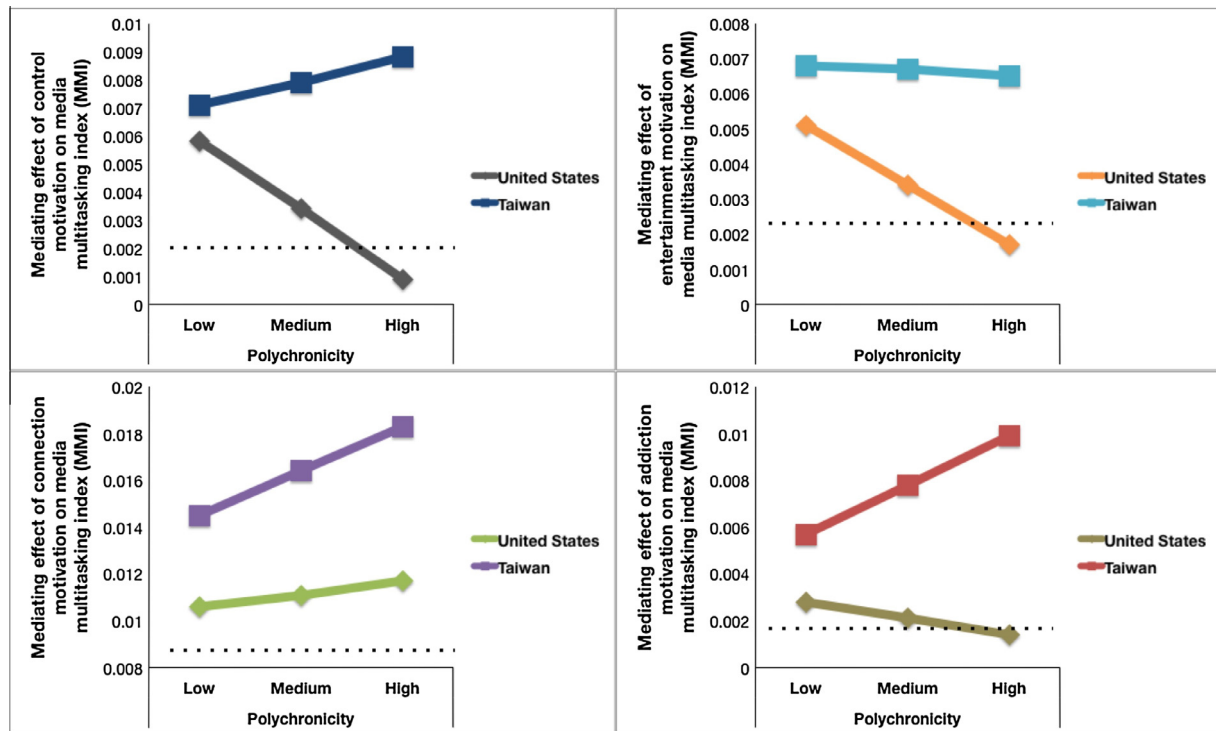 Mediating effect of control
motivation on media
multitasking index (MMI)
0.01
0.009
0.008
0.007
0.006
0.005
0.004
0.003
0.002
0.001
0
Low Medium High
Polychronicity
United States
Taiwan
Mediating effect of
entertainment motivation on
media multitasking index (MMI)
0.008
0.007
0.006
0.005
0.004
0.003
0.002
0.001
0
Low Medium High
Polychronicity
United States
Taiwan
Mediating effect of connection
motivation on media
multitasking index (MMI)
0.02
0.018
0.016
0.014
0.012
0.01
0.008
Low Medium High
Polychronicity
United States
Taiwan
Mediating effect of addiction
motivation on media
multitasking index (MMI)
0.012
0.01
0.008
0.006
0.004
0.002
0
Low Medium High
Polychronicity
United States
Taiwan